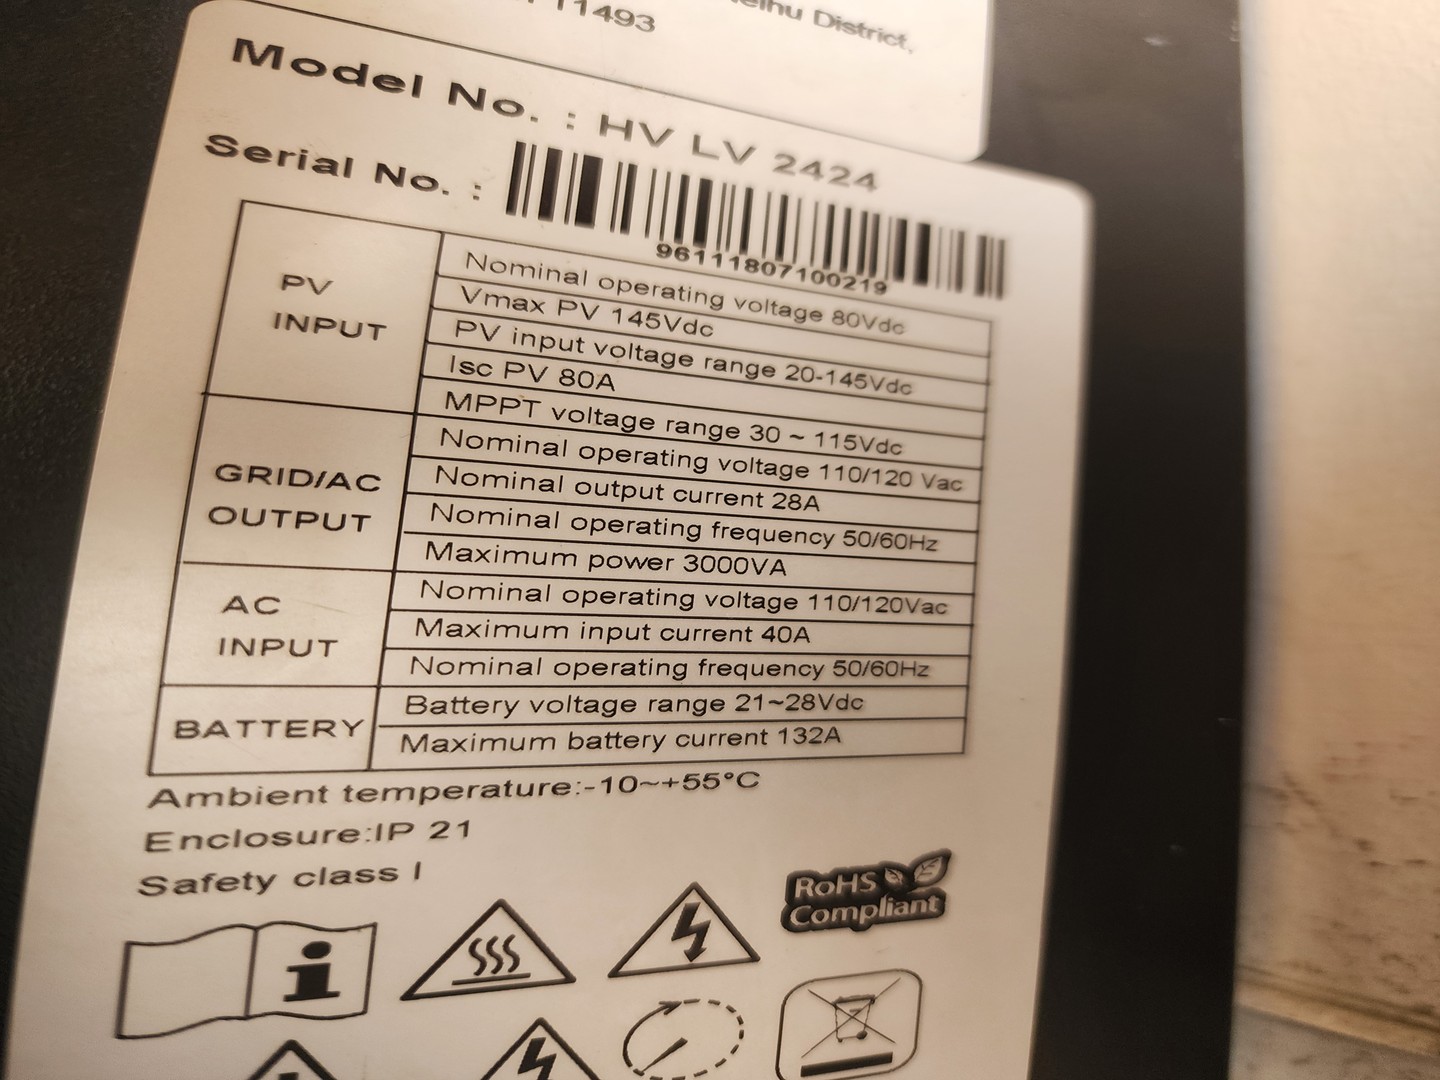 11493
District,
Model No. : HV LV 2424
Serial No. :
96111807100219
PV INPUT
Nominal operating voltage 80Vdc
Vmax PV 145Vdc
PV input voltage range 20-145Vdc
Isc PV 80A
MPPT voltage range 30 ~ 115Vdc
GRID/AC OUTPUT
Nominal operating voltage 110/120 Vac
Nominal output current 28A
Nominal operating frequency 50/60Hz
Maximum power 3000VA
AC INPUT
Nominal operating voltage 110/120Vac
Maximum input current 40A
Nominal operating frequency 50/60Hz
BATTERY
Battery voltage range 21~28Vdc
Maximum battery current 132A
Ambient temperature:-10~+55°C
Enclosure:IP 21
Safety class I
RoHS
Compliant